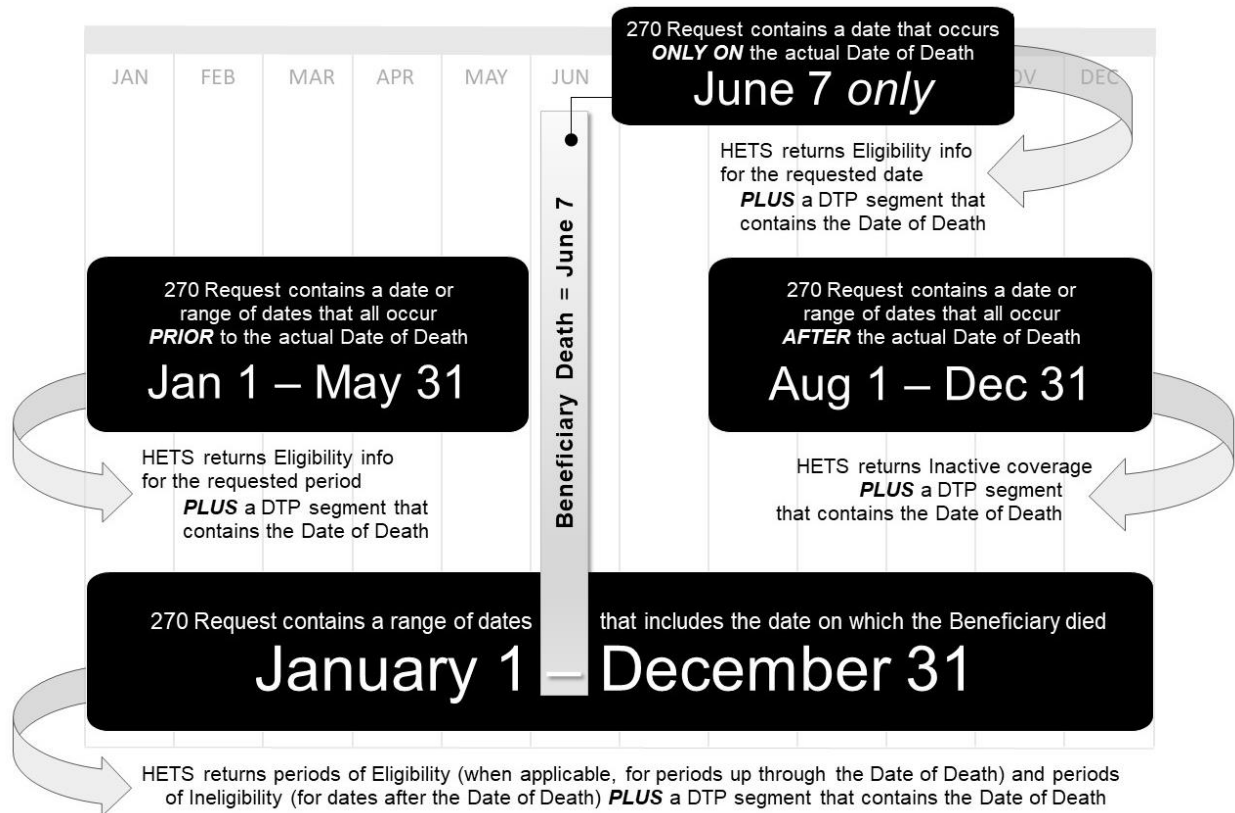 JAN FEB MAR APR MAY JUN DEC
270 Request contains a date that occurs
ONLY ON the actual Date of Death
June 7 only
HETS returns Eligibility info
for the requested date
PLUS a DTP segment that
contains the Date of Death
Beneficiary Death = June 7
270 Request contains a date or
range of dates that all occur
PRIOR to the actual Date of Death
Jan 1 – May 31
HETS returns Eligibility info
for the requested period
PLUS a DTP segment that
contains the Date of Death
270 Request contains a date or
range of dates that all occur
AFTER the actual Date of Death
Aug 1 – Dec 31
HETS returns Inactive coverage
PLUS a DTP segment
that contains the Date of Death
270 Request contains a range of dates that includes the date on which the Beneficiary died
January 1 – December 31
HETS returns periods of Eligibility (when applicable, for periods up through the Date of Death) and periods
of Ineligibility (for dates after the Date of Death) PLUS a DTP segment that contains the Date of Death